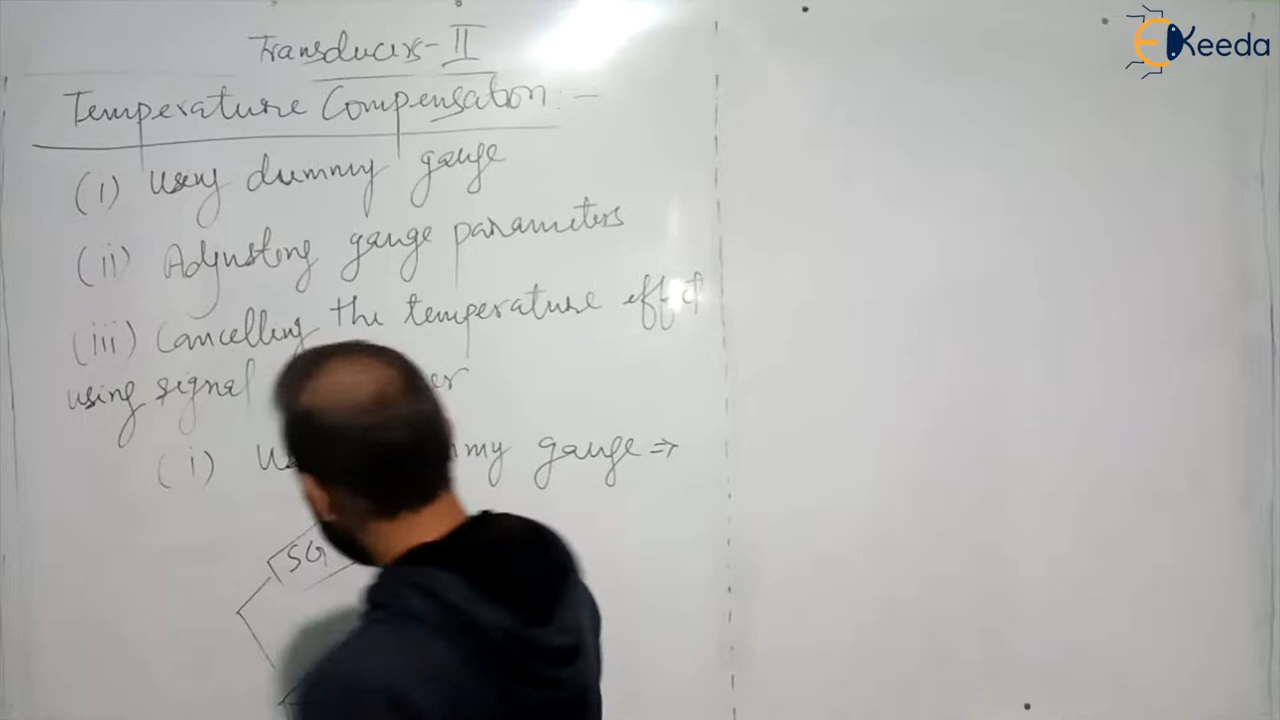 Transducers-II
Temperature Compensation :-
(i) Using dummy gauge
(ii) Adjusting gauge parameters
(iii) Cancelling the temperature effect
using signal
(i) gauge ⇒
SG
EKeeda